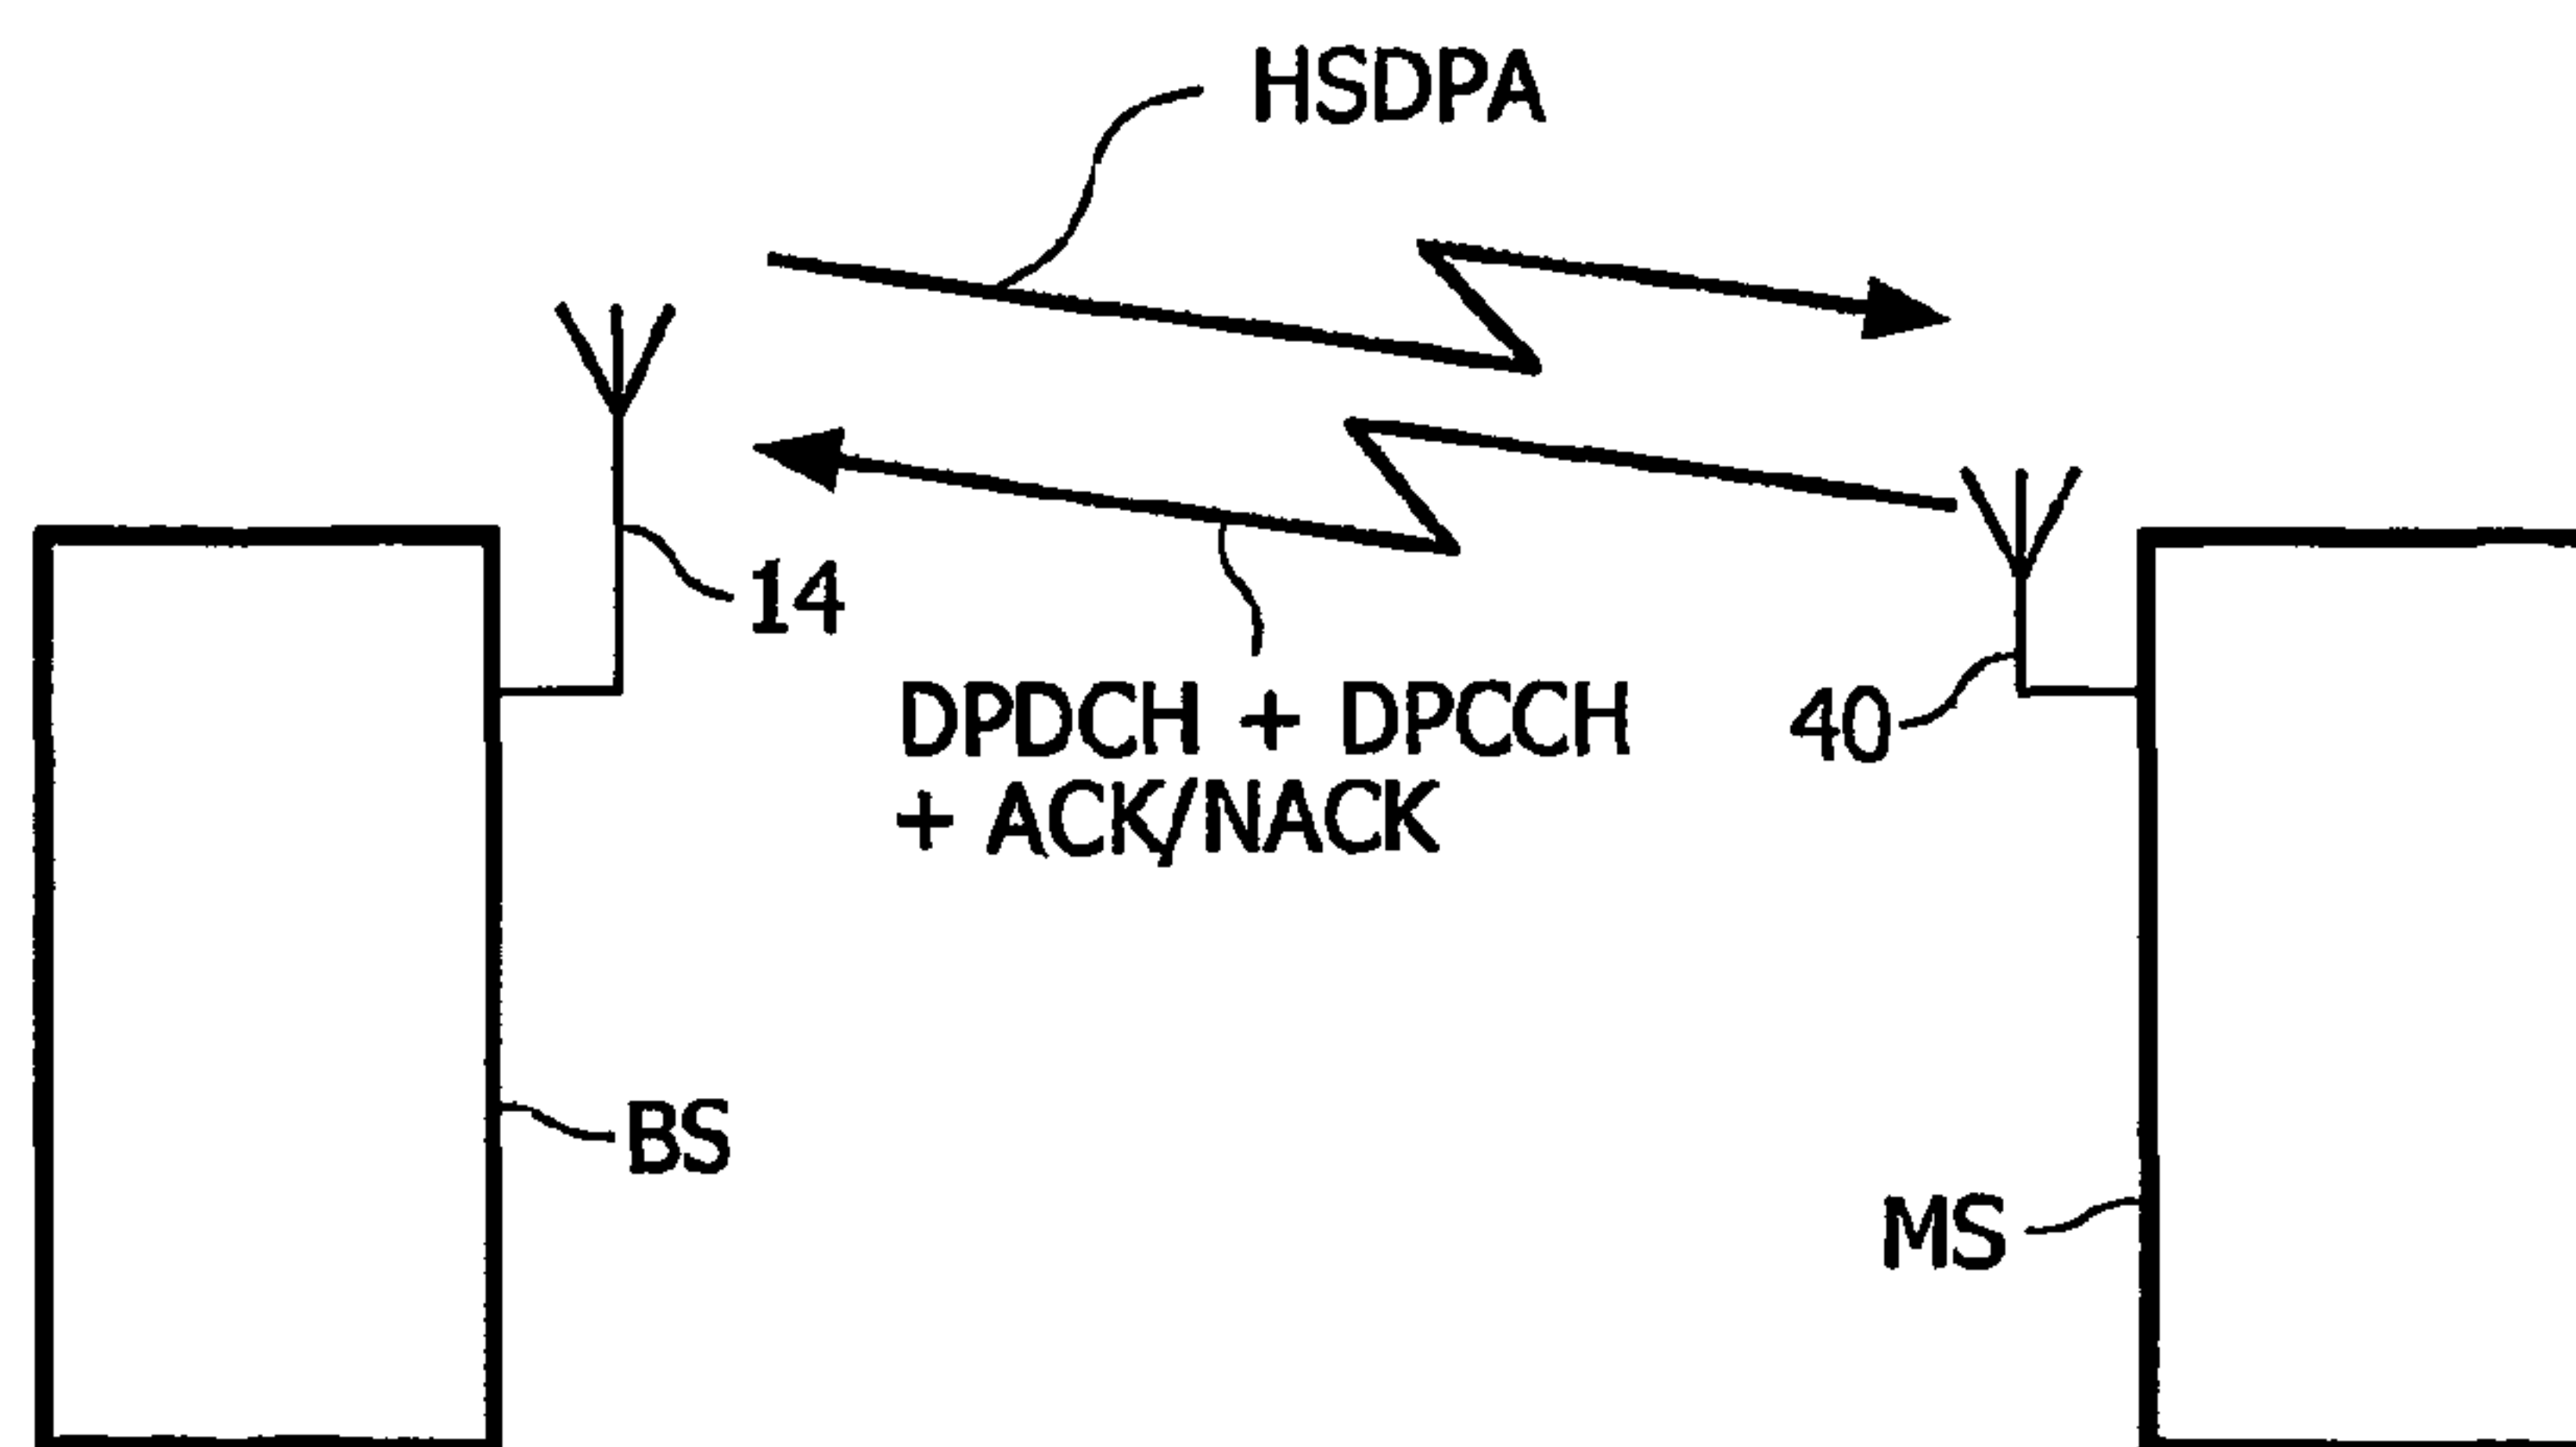 HSDPA
14
DPDCH + DPCCH
+ ACK/NACK
40
BS
MS